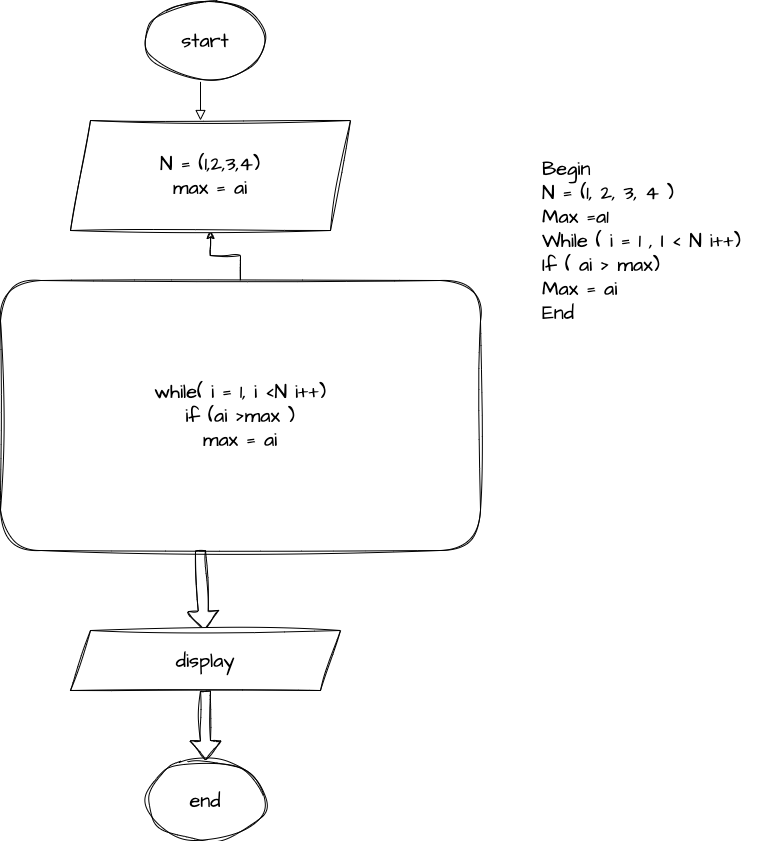 start
N = (1,2,3,4)
max = ai
while( i = 1, i <N i++)
if (ai >max )
max = ai
display
end
Begin
N = (1, 2, 3, 4 )
Max =a1
While ( i = 1 , 1 < N i++)
If ( ai > max)
Max = ai
End